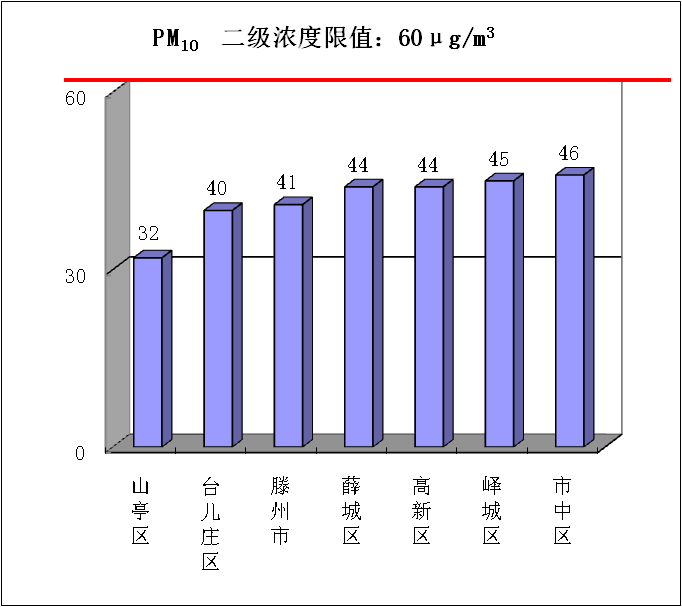 PM10 二级浓度限值：60μg/m3
60
30
0
32
40
41
44
44
45
46
山亭区
台儿庄区
滕州市
薛城区
高新区
峄城区
市中区